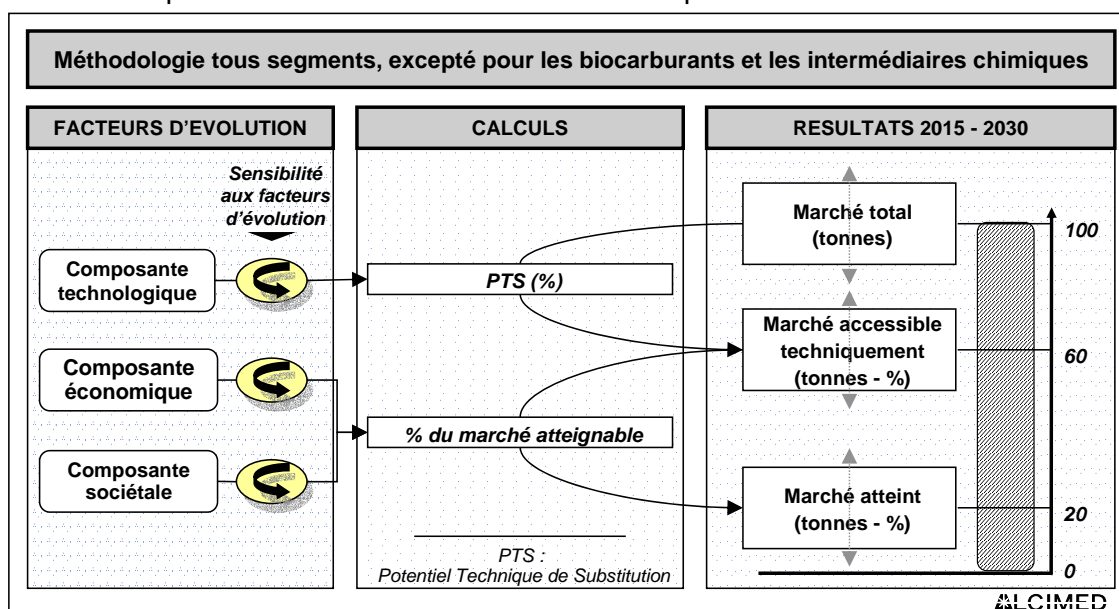 Méthodologie tous segments, excepté pour les biocarburants et les intermédiaires chimiques
FACTEURS D'EVOLUTION
Sensibilité
aux facteurs
d'évolution
Composante
technologique
Composante
économique
Composante
sociétale
CALCULS
PTS (%)
% du marché atteignable
PTS :
Potentiel Technique de Substitution
RESULTATS 2015 - 2030
Marché total
(tonnes)
Marché accessible
techniquement
(tonnes - %)
Marché atteint
(tonnes - %)
100
60
20
0
ALCIMED